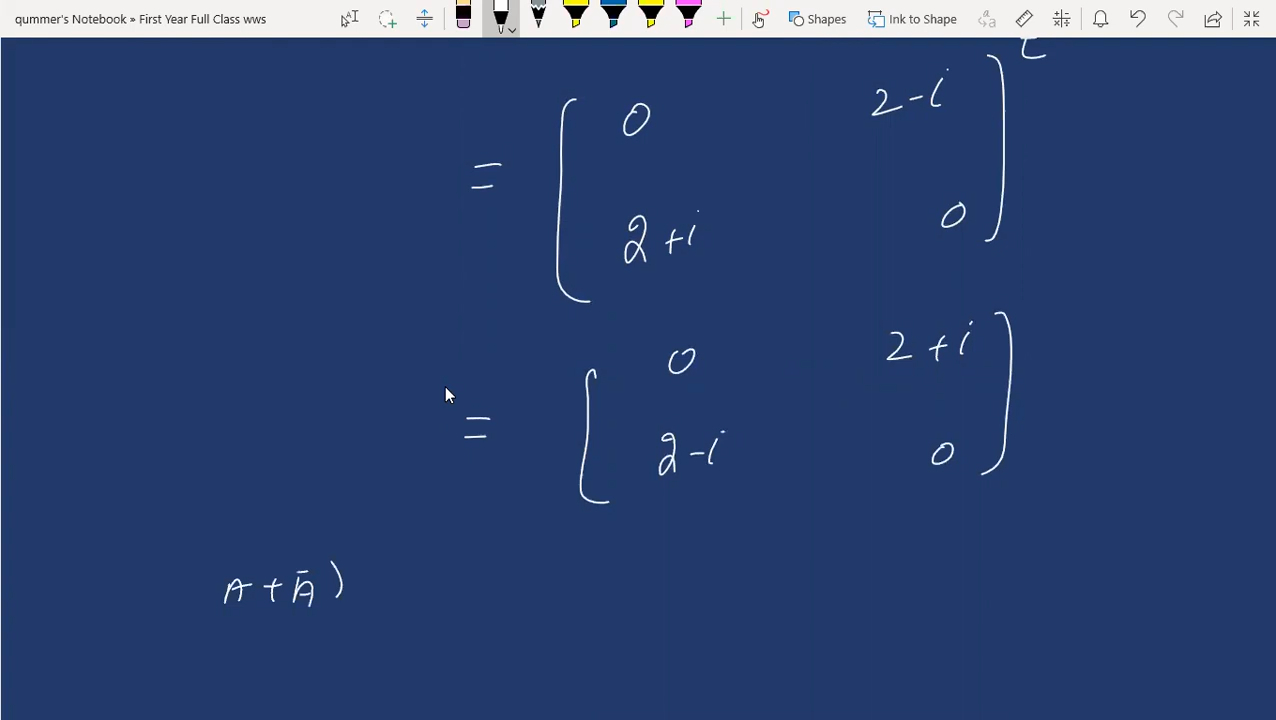 qummer's Notebook » First Year Full Class wws
Shapes
Ink to Shape
t
= [ 0 2-i
2+i 0 ]
= [ 0 2+i
2-i 0 ]
A + Ā )